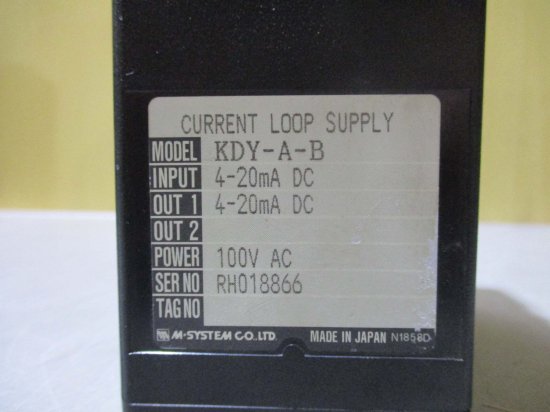 CURRENT LOOP SUPPLY
MODEL KDY-A-B
INPUT 4-20mA DC
OUT 1 4-20mA DC
OUT 2
POWER 100V AC
SER NO RH018866
TAG NO
M-SYSTEM CO.,LTD. MADE IN JAPAN N1858D